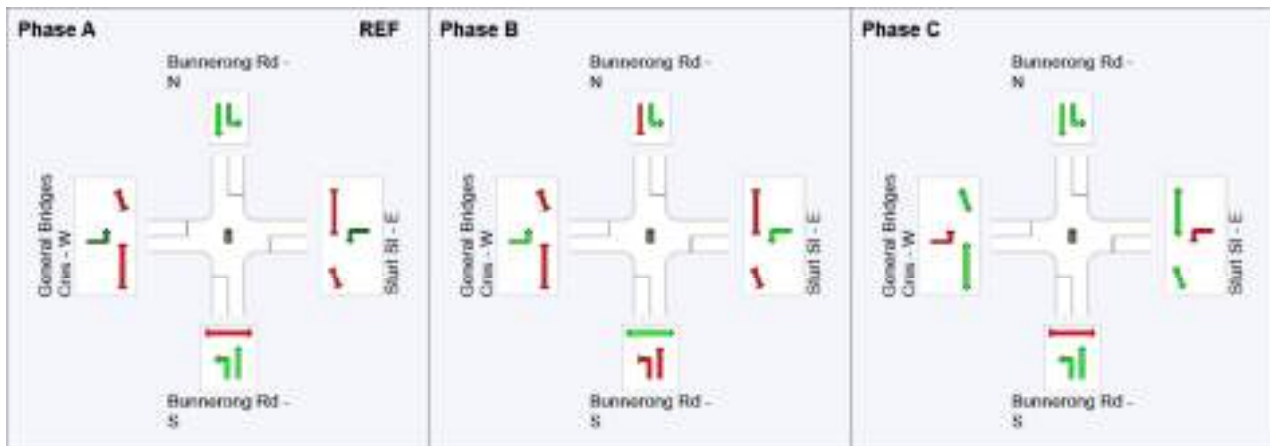 Phase A
REF
Bunnerong Rd -
N
General Bridges
Cres - W
Sturt St - E
Bunnerong Rd -
S
Phase B
Bunnerong Rd -
N
General Bridges
Cres - W
Sturt St - E
Bunnerong Rd -
S
Phase C
Bunnerong Rd -
N
General Bridges
Cres - W
Sturt St - E
Bunnerong Rd -
S